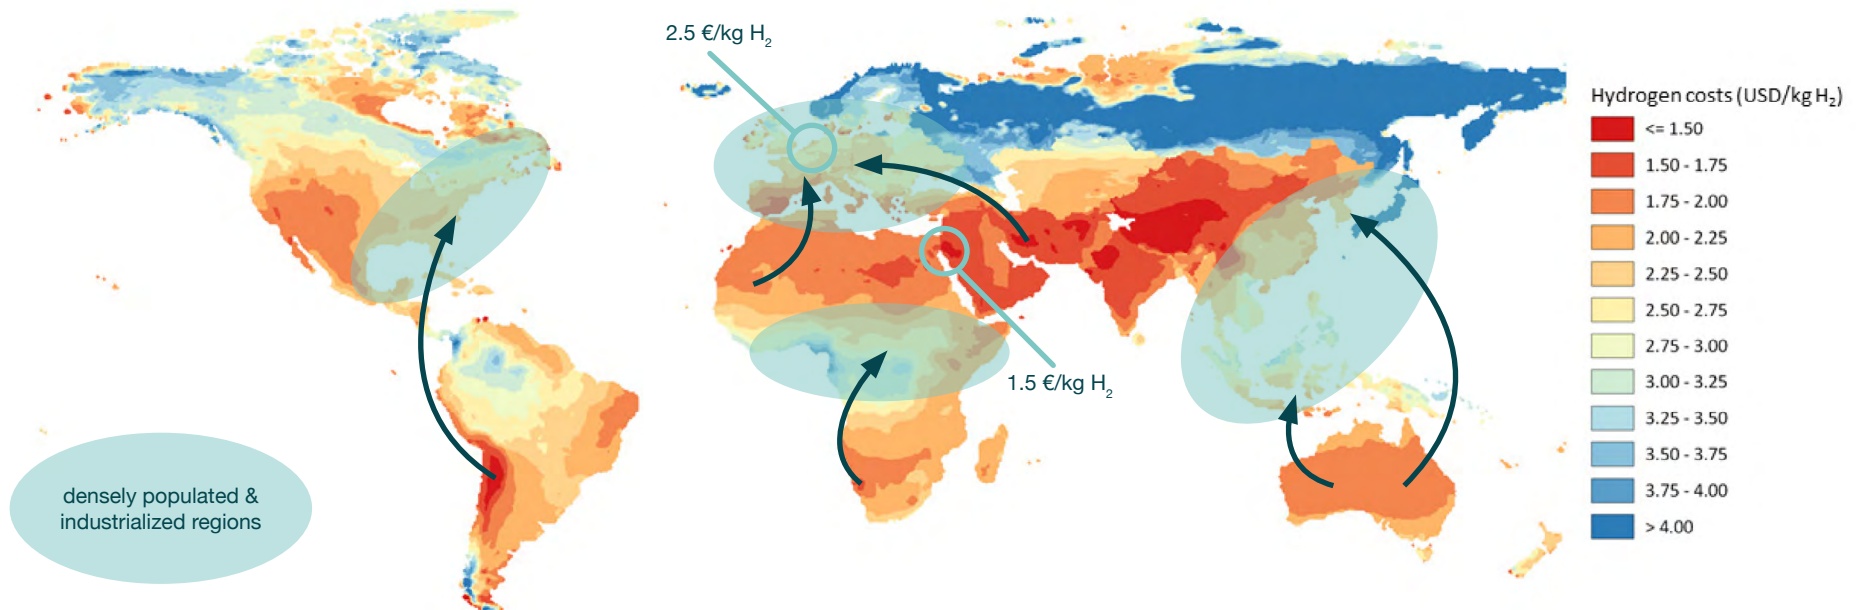 2.5 €/kg H₂
1.5 €/kg H₂
densely populated &
industrialized regions
Hydrogen costs (USD/kg H₂)
<= 1.50
1.50 - 1.75
1.75 - 2.00
2.00 - 2.25
2.25 - 2.50
2.50 - 2.75
2.75 - 3.00
3.00 - 3.25
3.25 - 3.50
3.50 - 3.75
3.75 - 4.00
> 4.00